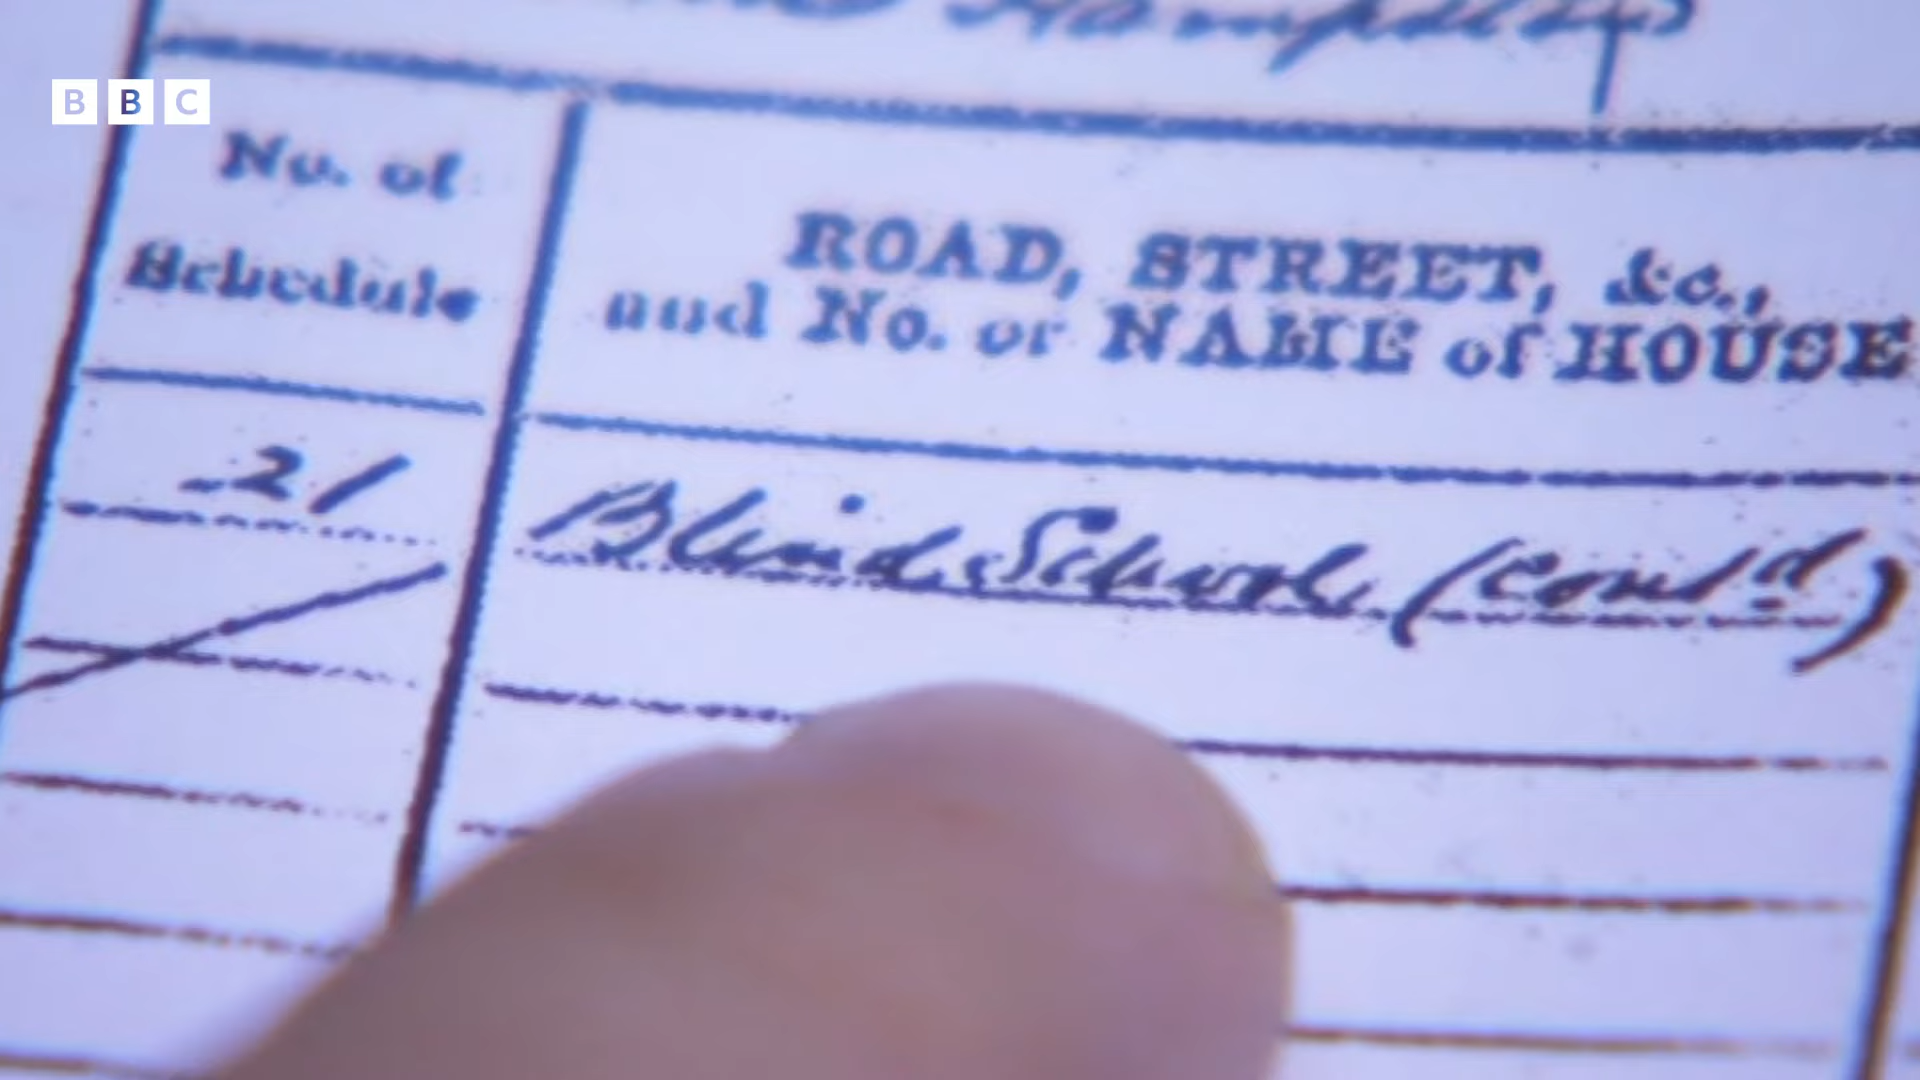 BBC
No. of
Schedule
ROAD, STREET, &c.,
and No. or NAME of HOUSE
21
Blind School (Cont'd)